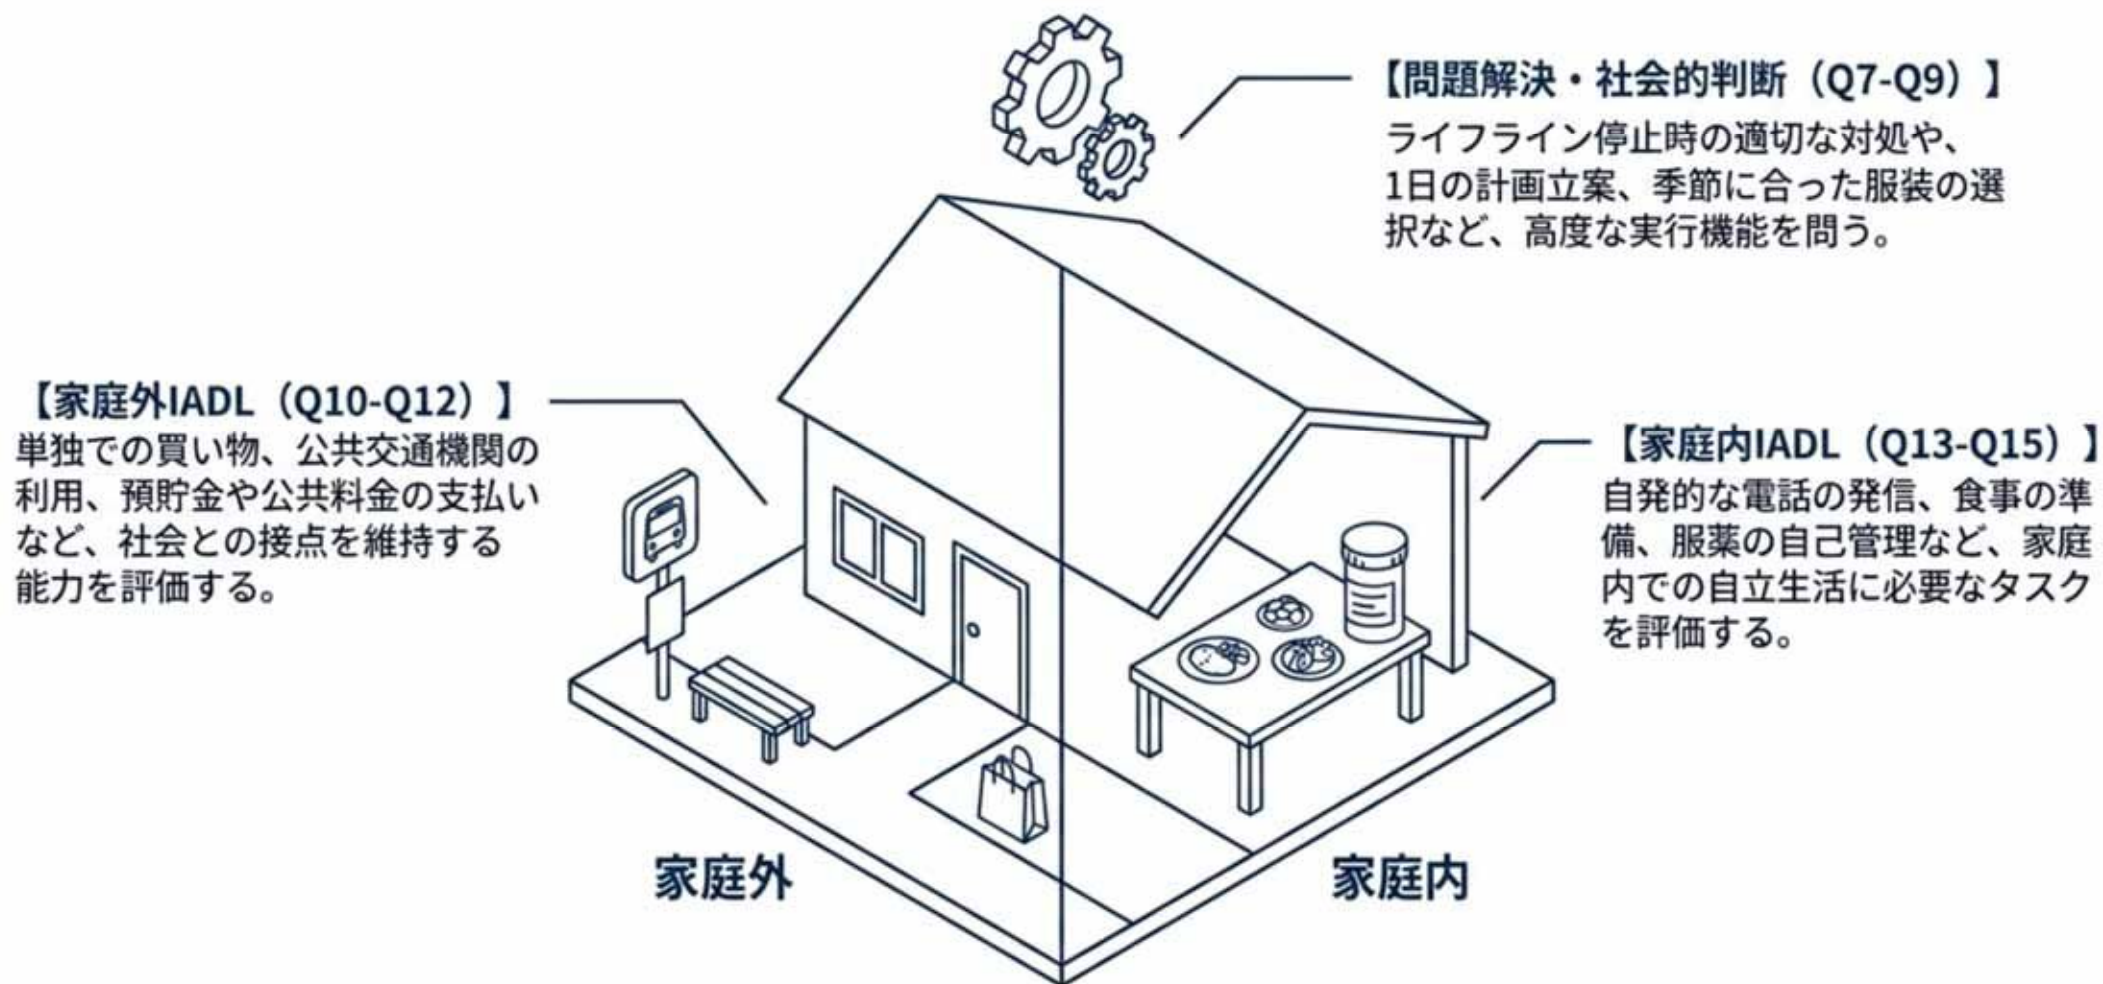 【問題解決・社会的判断（Q7-Q9）】
ライフライン停止時の適切な対処や、
1日の計画立案、季節に合った服装の選
択など、高度な実行機能を問う。
【家庭外IADL（Q10-Q12）】
単独での買い物、公共交通機関の
利用、預貯金や公共料金の支払い
など、社会との接点を維持する
能力を評価する。
【家庭内IADL（Q13-Q15）】
自発的な電話の発信、食事の準
備、服薬の自己管理など、家庭
内での自立生活に必要なタスク
を評価する。
家庭外
家庭内